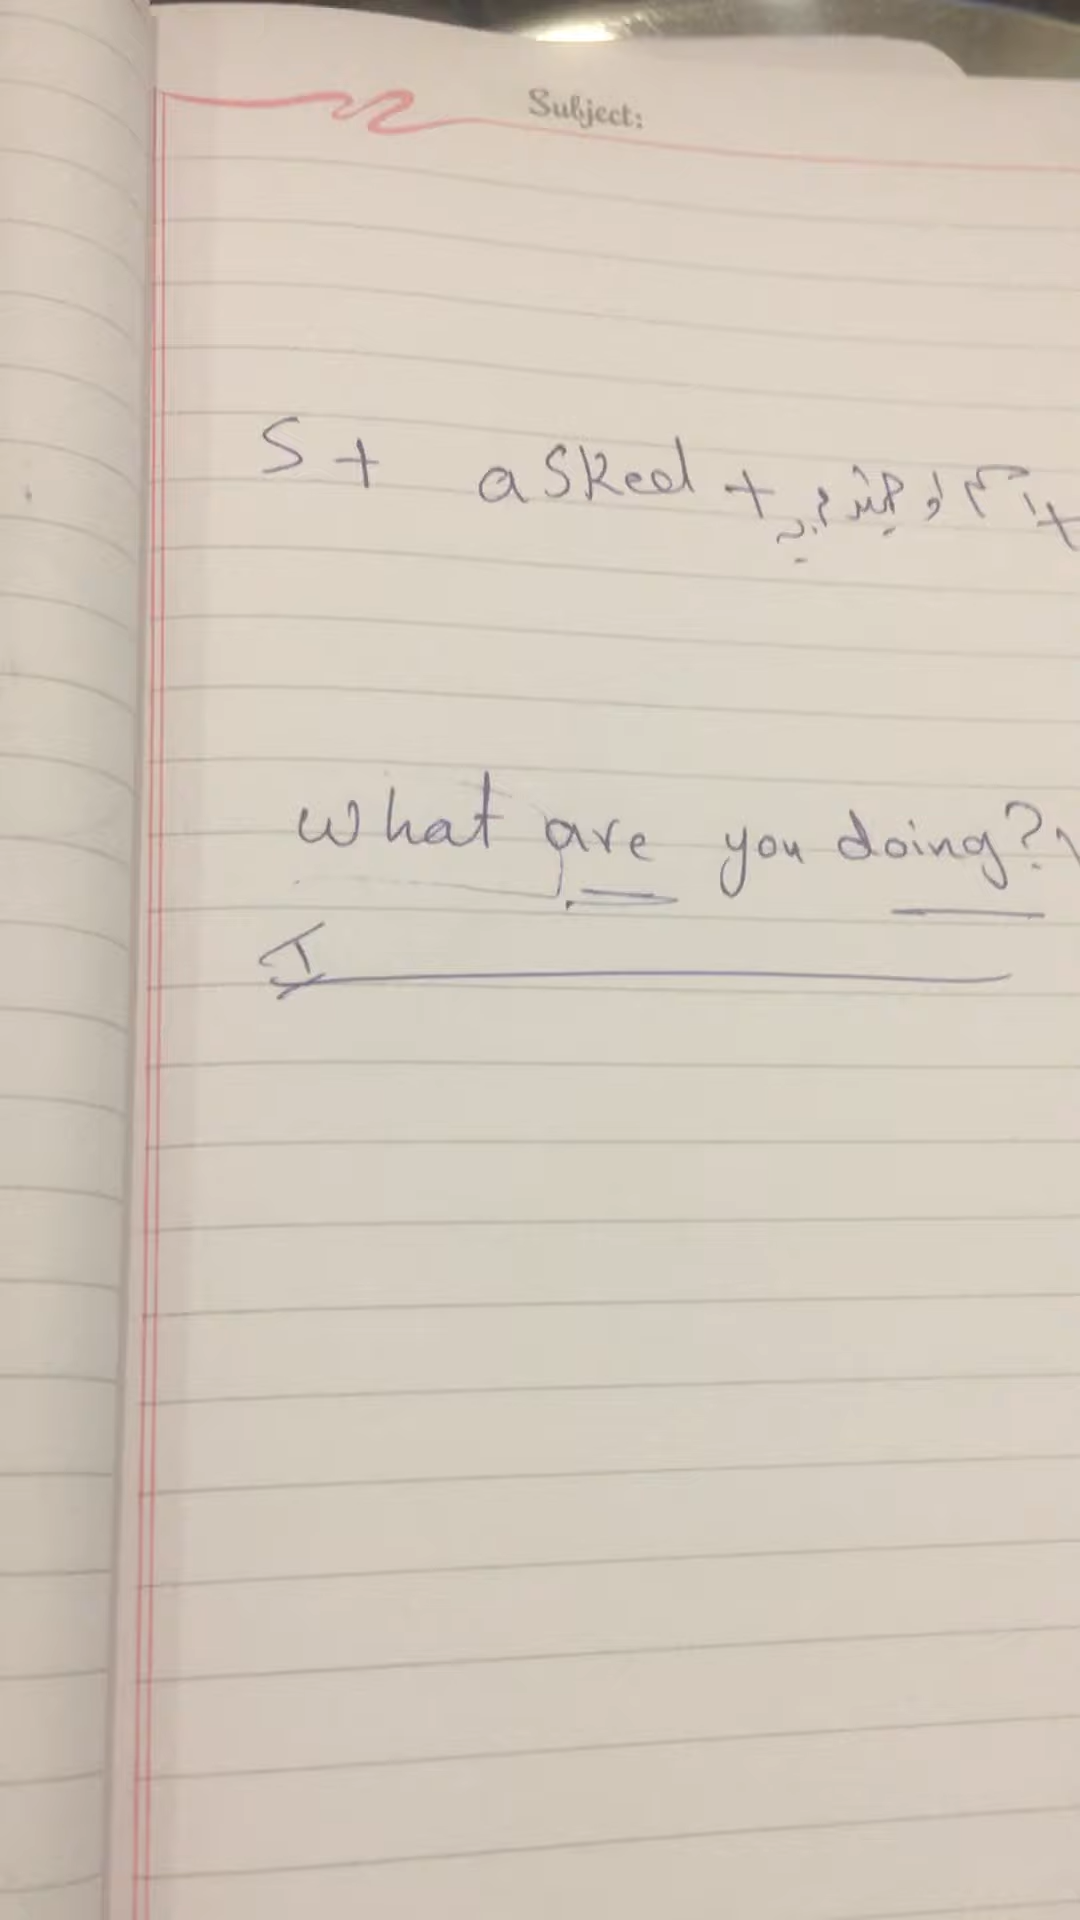 Subject:
S + asked + +
What are you doing?
I